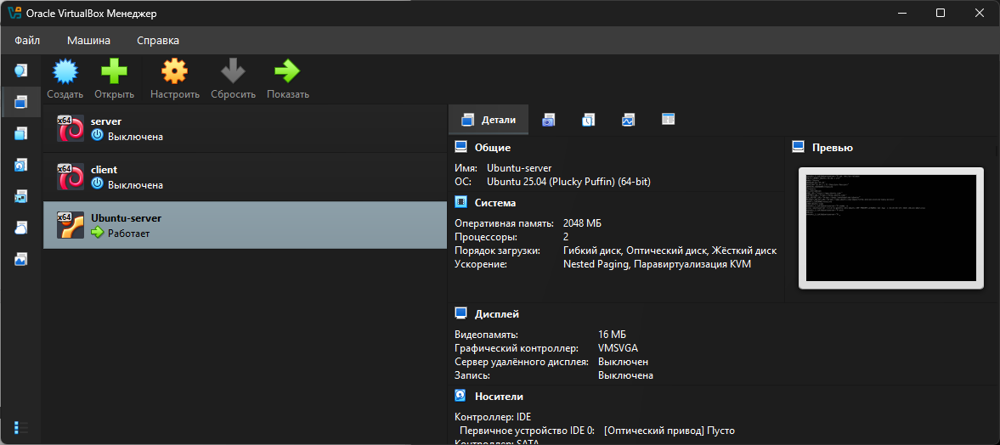 Oracle VirtualBox Менеджер
Файл Машина Справка
Создать Открыть Настроить Сбросить Показать
x64 server
Выключена
x64 client
Выключена
x64 Ubuntu-server
Работает
Детали
Общие
Имя: Ubuntu-server
ОС: Ubuntu 25.04 (Plucky Puffin) (64-bit)
Система
Оперативная память: 2048 МБ
Процессоры: 2
Порядок загрузки: Гибкий диск, Оптический диск, Жёсткий диск
Ускорение: Nested Paging, Паравиртуализация KVM
Превью
Дисплей
Видеопамять: 16 МБ
Графический контроллер: VMSVGA
Сервер удалённого дисплея: Выключен
Запись: Выключена
Носители
Контроллер: IDE
Первичное устройство IDE 0: [Оптический привод] Пусто
Контроллер: SATA